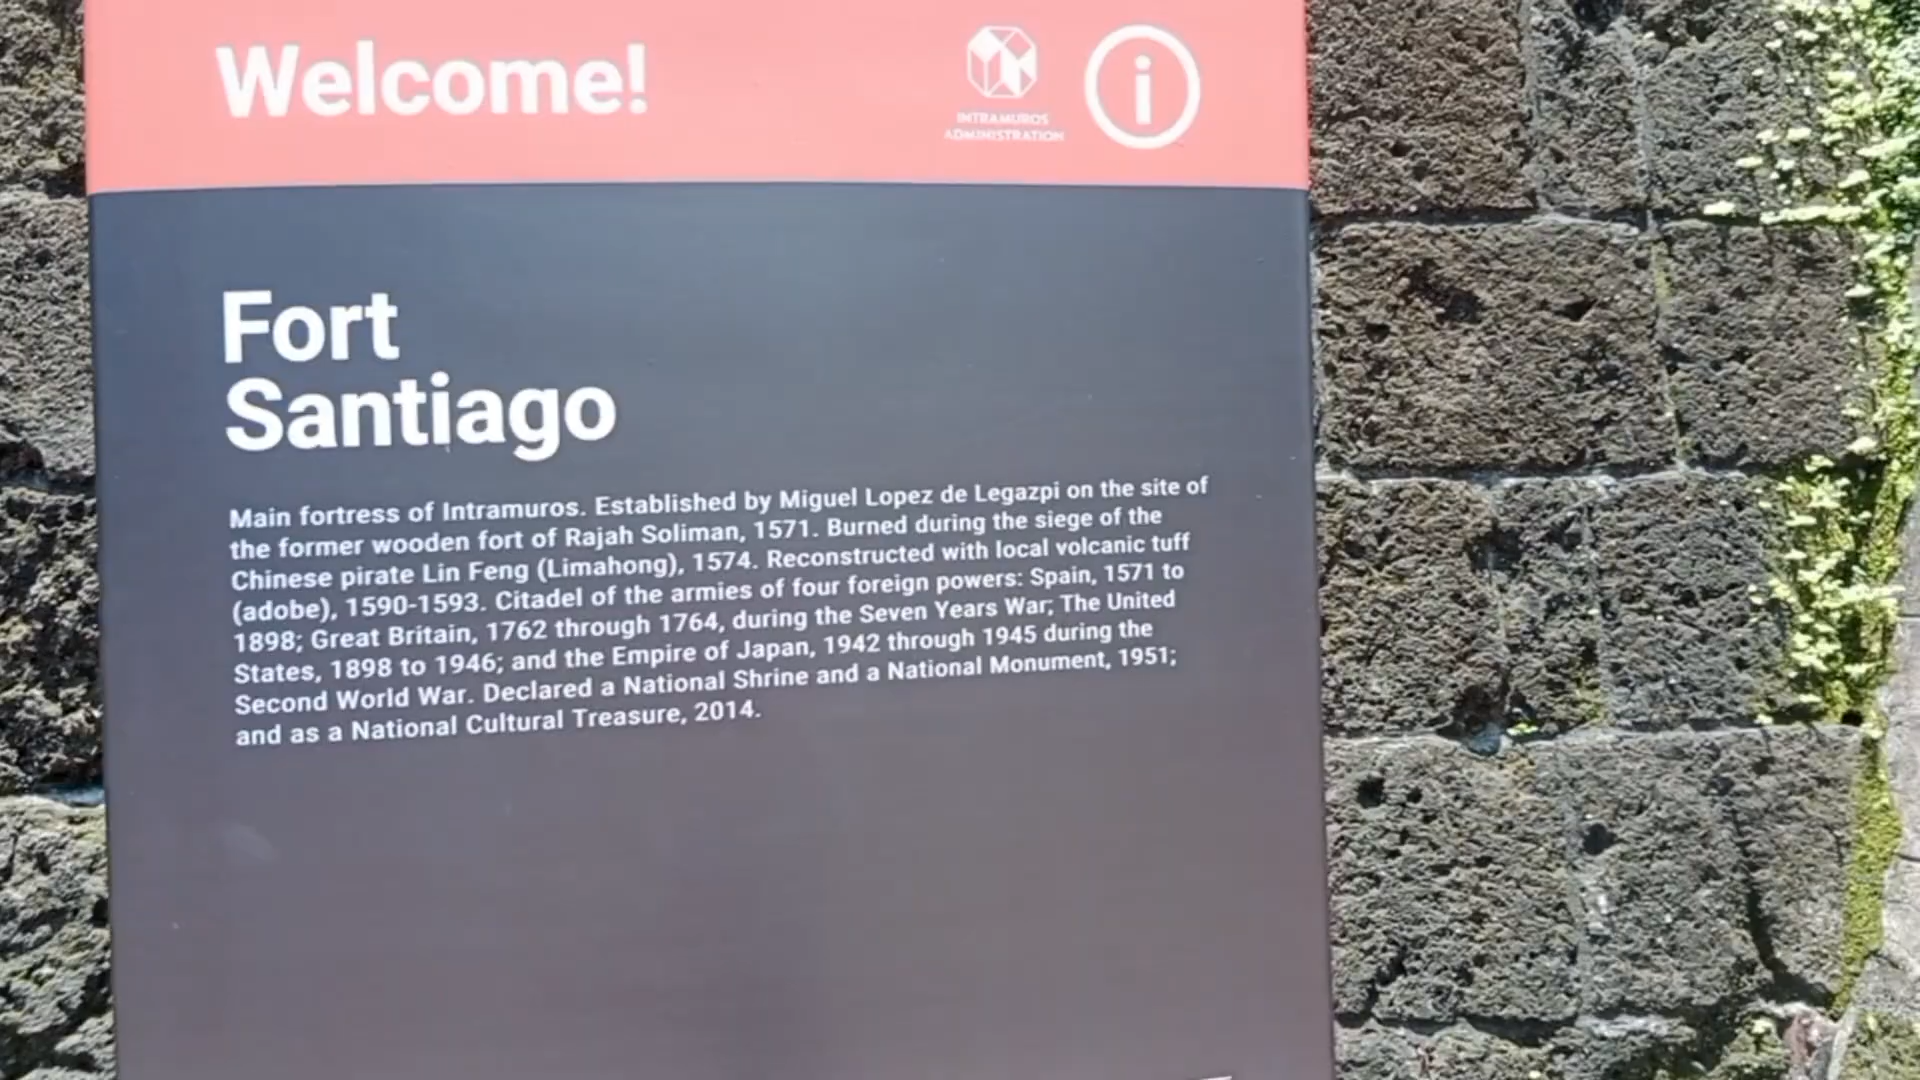 Welcome!
INTRAMUROS
ADMINISTRATION
i
Fort
Santiago
Main fortress of Intramuros. Established by Miguel Lopez de Legazpi on the site of
the former wooden fort of Rajah Soliman, 1571. Burned during the siege of the
Chinese pirate Lin Feng (Limahong), 1574. Reconstructed with local volcanic tuff
(adobe), 1590-1593. Citadel of the armies of four foreign powers: Spain, 1571 to
1898; Great Britain, 1762 through 1764, during the Seven Years War; The United
States, 1898 to 1946; and the Empire of Japan, 1942 through 1945 during the
Second World War. Declared a National Shrine and a National Monument, 1951;
and as a National Cultural Treasure, 2014.